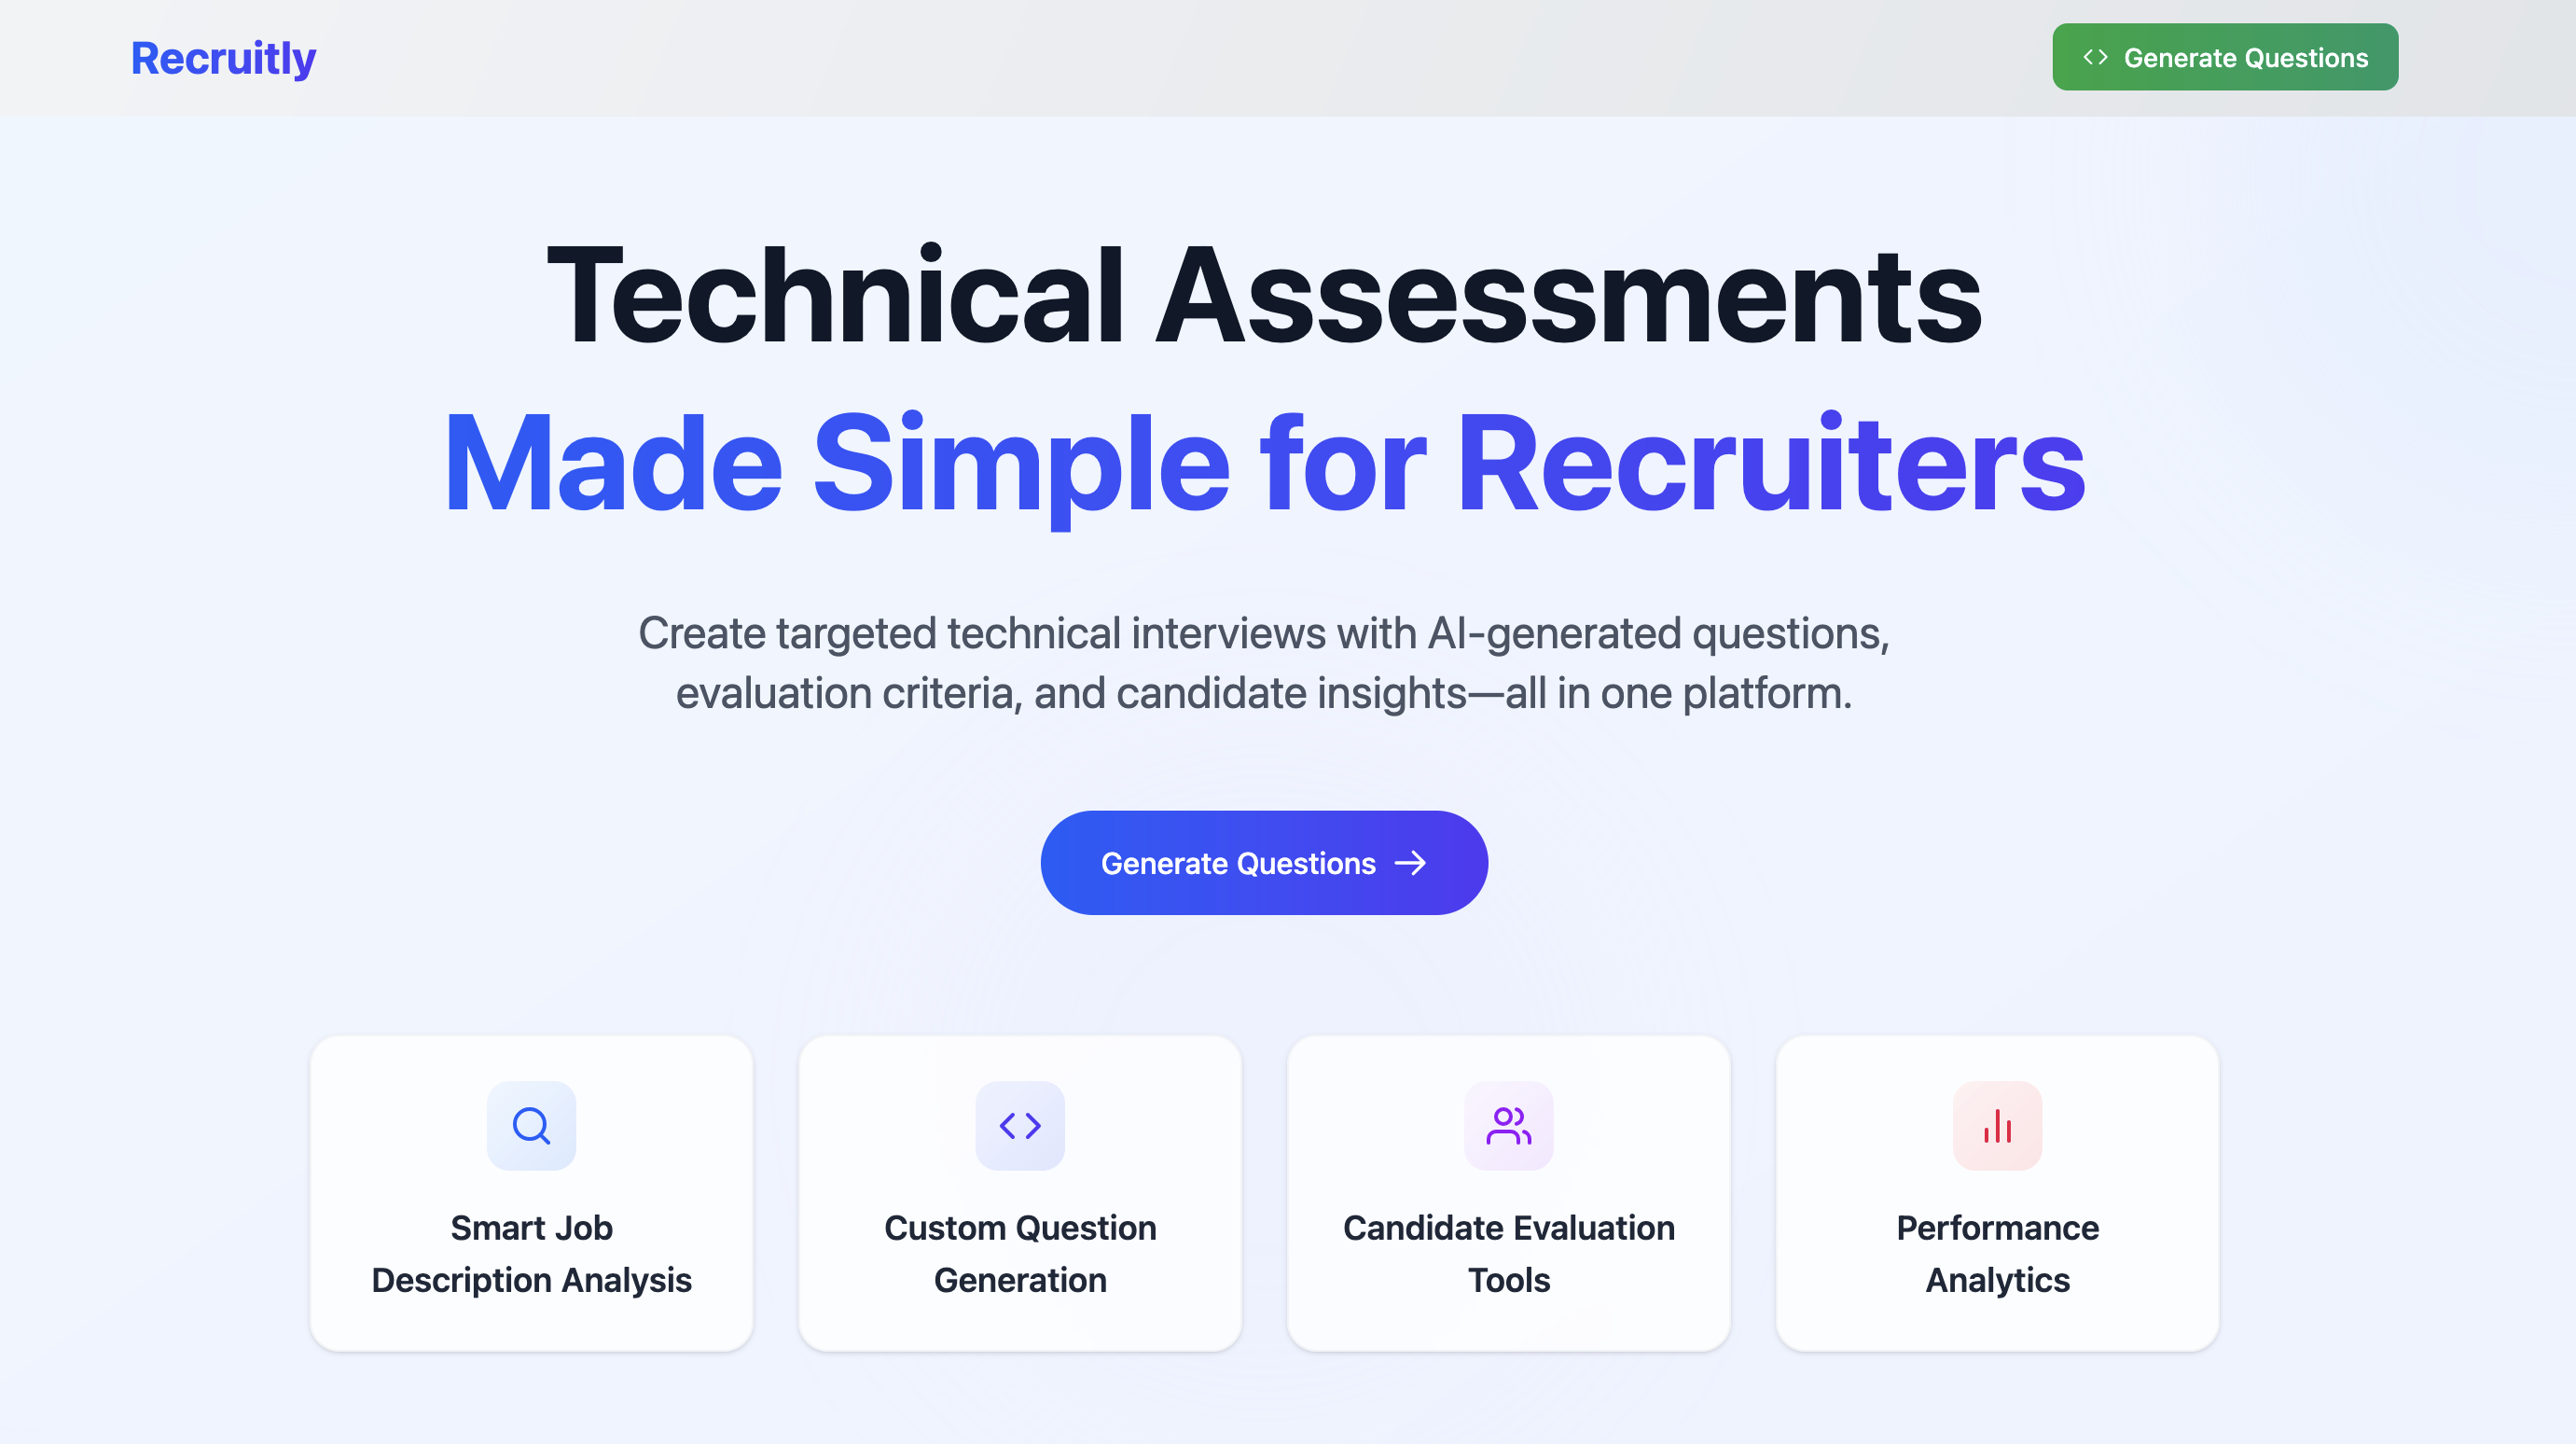 Recruitly
Generate Questions
Technical Assessments
Made Simple for Recruiters
Create targeted technical interviews with AI-generated questions,
evaluation criteria, and candidate insights—all in one platform.
Generate Questions
Smart Job
Description Analysis
Custom Question
Generation
Candidate Evaluation
Tools
Performance
Analytics